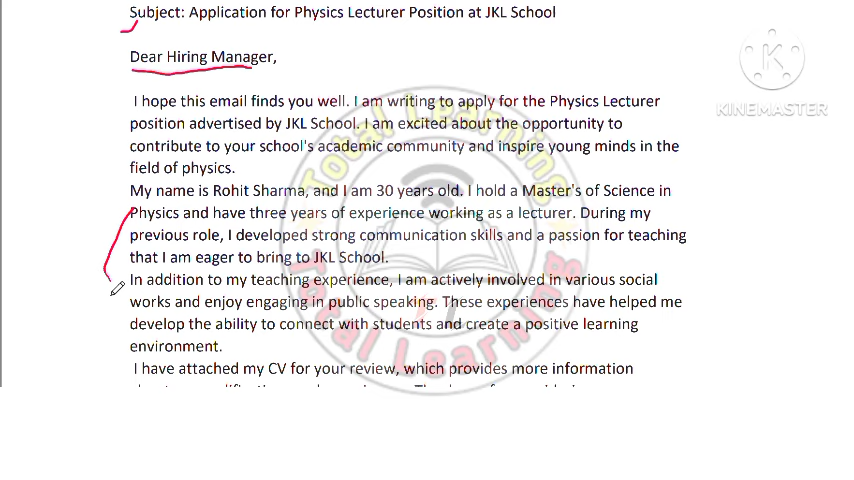 Subject: Application for Physics Lecturer Position at JKL School
KINEMASTER
Dear Hiring Manager,
I hope this email finds you well. I am writing to apply for the Physics Lecturer
position advertised by JKL School. I am excited about the opportunity to
contribute to your school's academic community and inspire young minds in the
field of physics.
My name is Rohit Sharma, and I am 30 years old. I hold a Master's of Science in
Physics and have three years of experience working as a lecturer. During my
previous role, I developed strong communication skills and a passion for teaching
that I am eager to bring to JKL School.
In addition to my teaching experience, I am actively involved in various social
works and enjoy engaging in public speaking. These experiences have helped me
develop the ability to connect with students and create a positive learning
environment.
I have attached my CV for your review, which provides more information
Total Learning
Total Learning